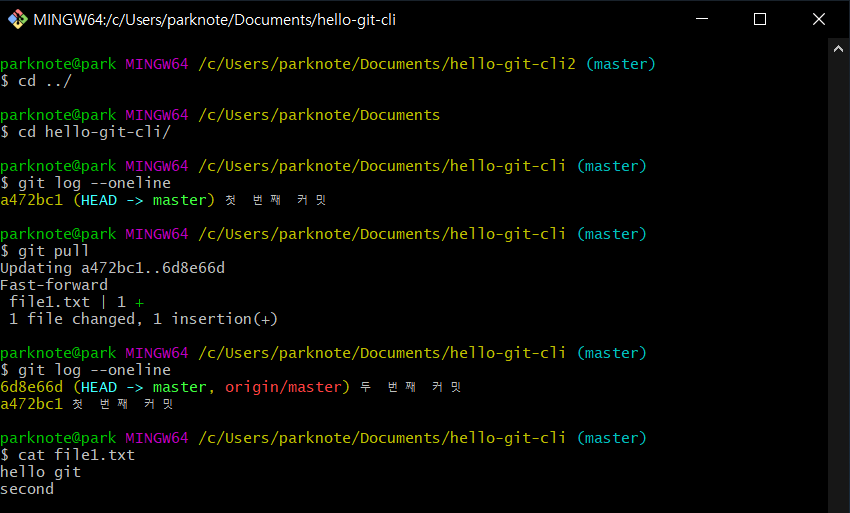 MINGW64:/c/Users/parknote/Documents/hello-git-cli
parknote@park MINGW64 /c/Users/parknote/Documents/hello-git-cli2 (master)
$ cd ../
parknote@park MINGW64 /c/Users/parknote/Documents
$ cd hello-git-cli/
parknote@park MINGW64 /c/Users/parknote/Documents/hello-git-cli (master)
$ git log --oneline
a472bc1 (HEAD -> master) 첫 번째 커밋
parknote@park MINGW64 /c/Users/parknote/Documents/hello-git-cli (master)
$ git pull
Updating a472bc1..6d8e66d
Fast-forward
 file1.txt | 1 +
 1 file changed, 1 insertion(+)
parknote@park MINGW64 /c/Users/parknote/Documents/hello-git-cli (master)
$ git log --oneline
6d8e66d (HEAD -> master, origin/master) 두 번째 커밋
a472bc1 첫 번째 커밋
parknote@park MINGW64 /c/Users/parknote/Documents/hello-git-cli (master)
$ cat file1.txt
hello git
second